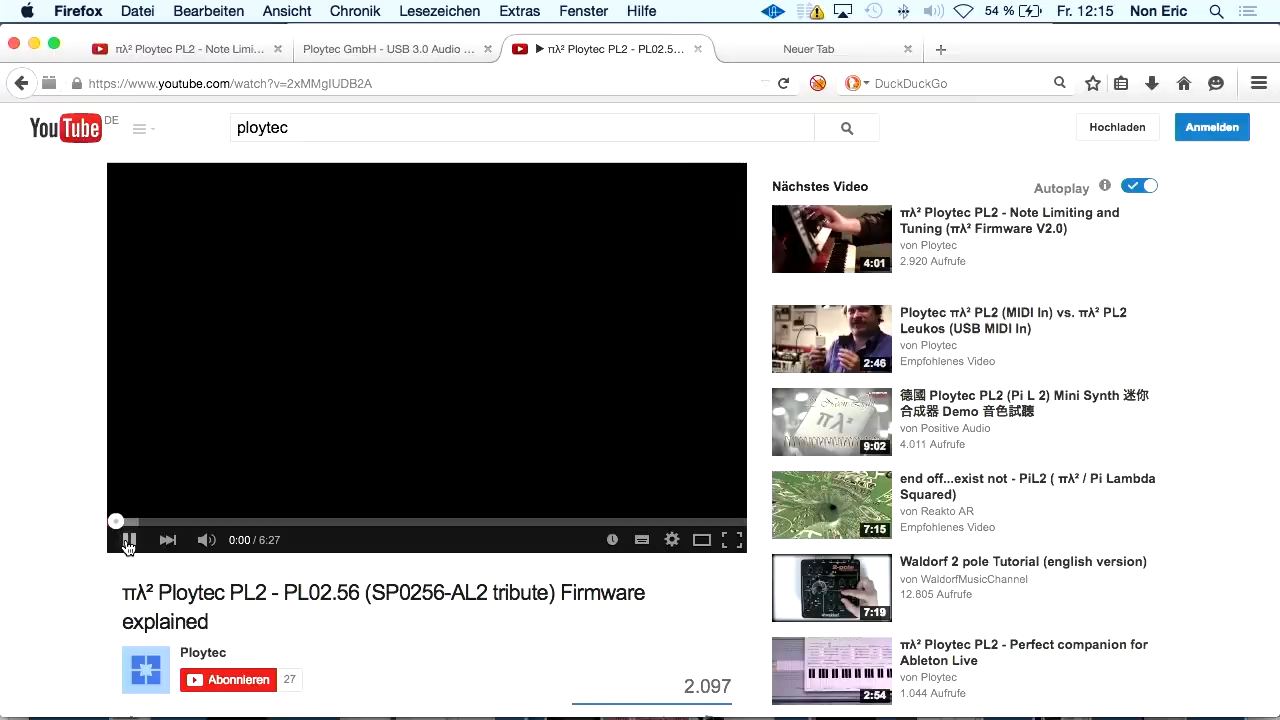 Firefox Datei Bearbeiten Ansicht Chronik Lesezeichen Extras Fenster Hilfe 54 % Fr. 12:15 Non Eric
πλ² Ploytec PL2 - Note Limi... Ploytec GmbH - USB 3.0 Audio ... πλ² Ploytec PL2 - PL02.5... Neuer Tab
https://www.youtube.com/watch?v=2xMMgIUDB2A DuckDuckGo
YouTube DE ploytec Hochladen Anmelden
Nächstes Video Autoplay
πλ² Ploytec PL2 - Note Limiting and
Tuning (πλ² Firmware V2.0)
von Ploytec
2.920 Aufrufe
4:01
Ploytec πλ² PL2 (MIDI In) vs. πλ² PL2
Leukos (USB MIDI In)
von Ploytec
Empfohlenes Video
2:46
德國 Ploytec PL2 (Pi L 2) Mini Synth 迷你
合成器 Demo 音色試聽
von Positive Audio
4.011 Aufrufe
πλ²
9:02
end off...exist not - PiL2 ( πλ² / Pi Lambda
Squared)
von Reakto AR
Empfohlenes Video
7:15
0:00 / 6:27
Waldorf 2 pole Tutorial (english version)
von WaldorfMusicChannel
12.805 Aufrufe
7:19
πλ² Ploytec PL2 - PL02.56 (SP0256-AL2 tribute) Firmware
explained
Ploytec
Abonnieren 27
2.097
πλ² Ploytec PL2 - Perfect companion for
Ableton Live
von Ploytec
1.044 Aufrufe
2:54